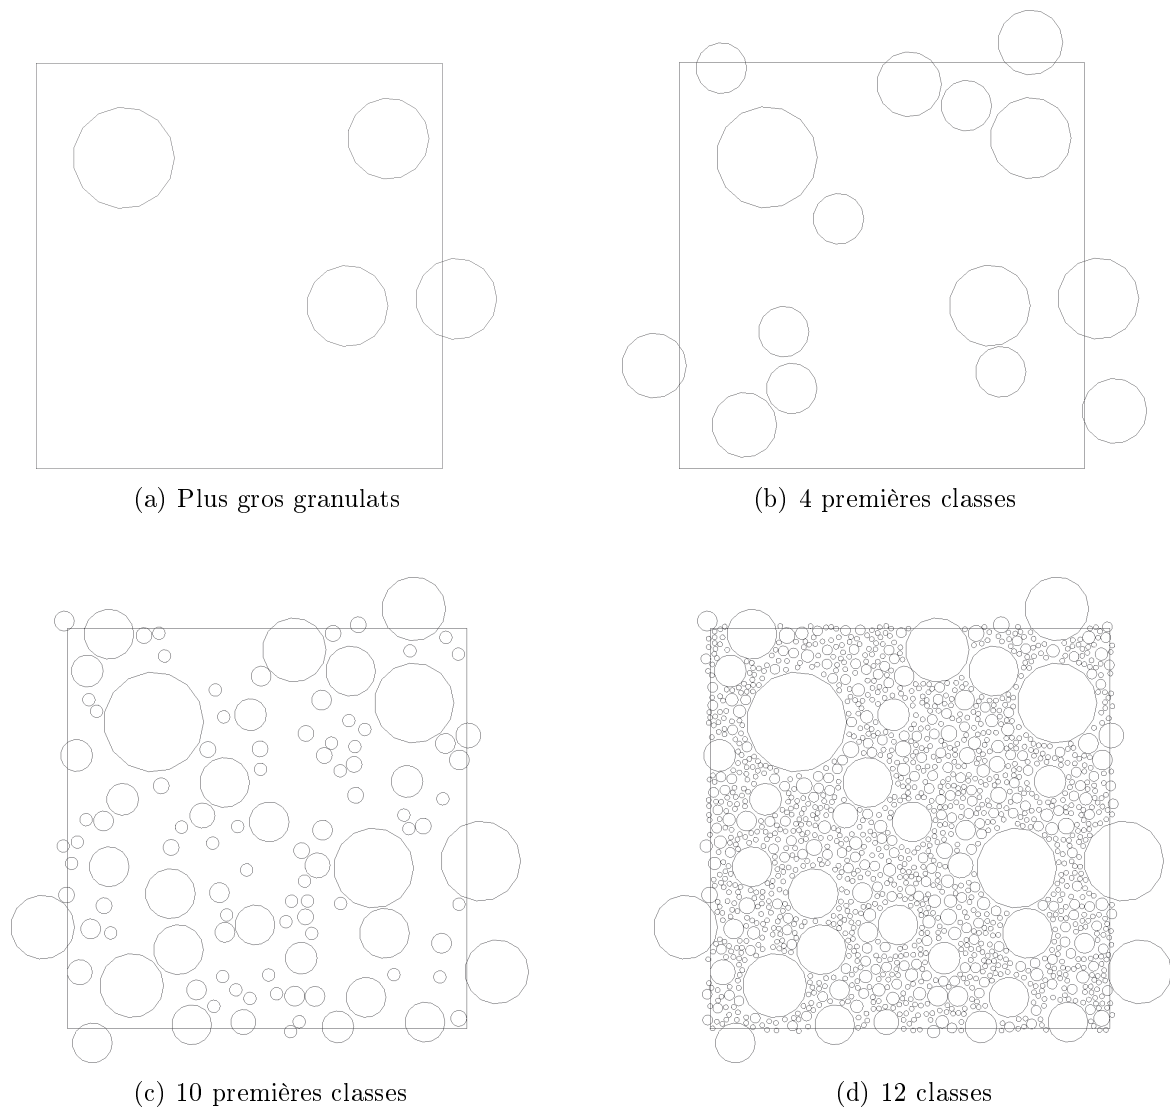 (a) Plus gros granulats
(b) 4 premières classes
(c) 10 premières classes
(d) 12 classes